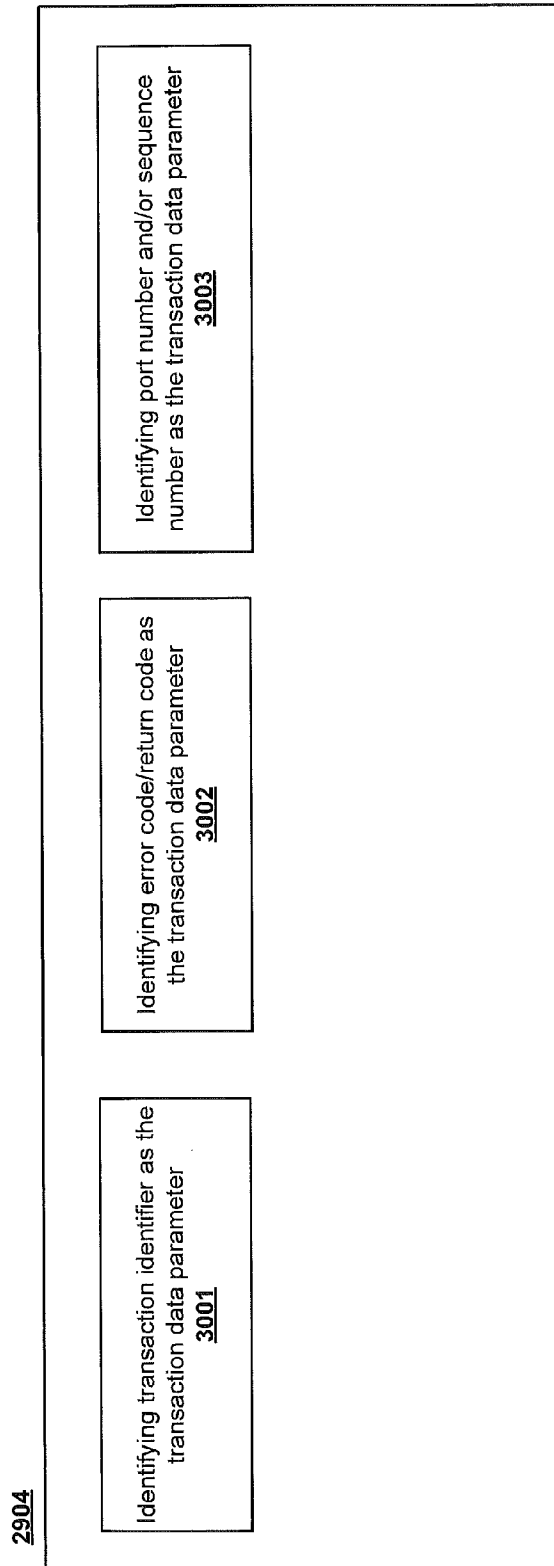 2904
Identifying transaction identifier as the
transaction data parameter
3001
Identifying error code/return code as
the transaction data parameter
3002
Identifying port number and/or sequence
number as the transaction data parameter
3003